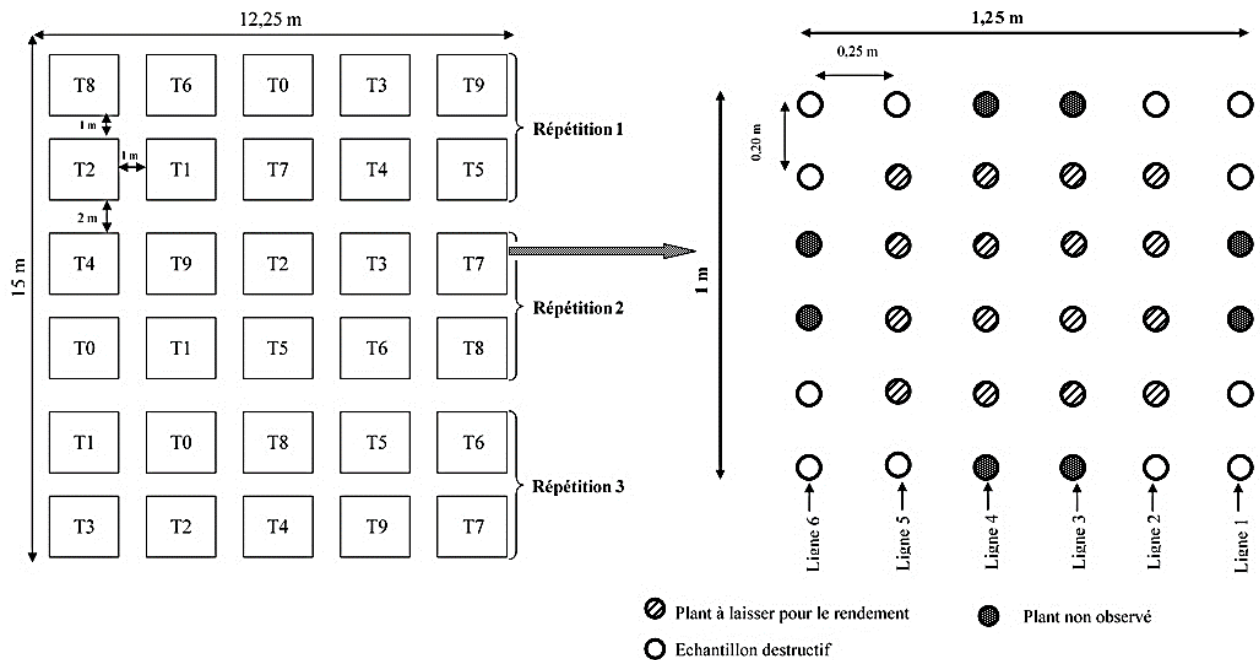 12,25 m
15 m
T8 T6 T0 T3 T9
1 m
1 m
T2 T1 T7 T4 T5
Répétition 1
2 m
T4 T9 T2 T3 T7
Répétition 2
T0 T1 T5 T6 T8
T1 T0 T8 T5 T6
Répétition 3
T3 T2 T4 T9 T7
1,25 m
0,25 m
0,20 m
1 m
Ligne 6
Ligne 5
Ligne 4
Ligne 3
Ligne 2
Ligne 1
Plant à laisser pour le rendement
Plant non observé
Echantillon destructif